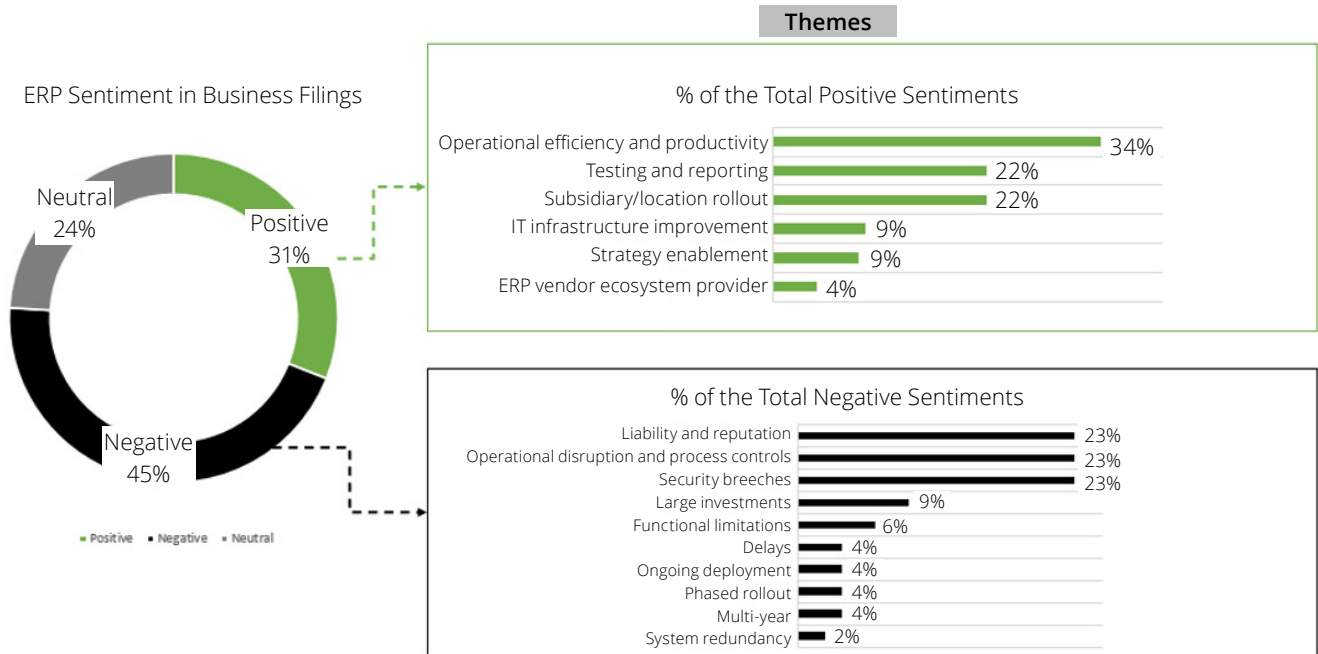 Themes
ERP Sentiment in Business Filings
Neutral
24%
Positive
31%
Negative
45%
Positive Negative Neutral
% of the Total Positive Sentiments
Operational efficiency and productivity 34%
Testing and reporting 22%
Subsidiary/location rollout 22%
IT infrastructure improvement 9%
Strategy enablement 9%
ERP vendor ecosystem provider 4%
% of the Total Negative Sentiments
Liability and reputation 23%
Operational disruption and process controls 23%
Security breeches 23%
Large investments 9%
Functional limitations 6%
Delays 4%
Ongoing deployment 4%
Phased rollout 4%
Multi-year 4%
System redundancy 2%